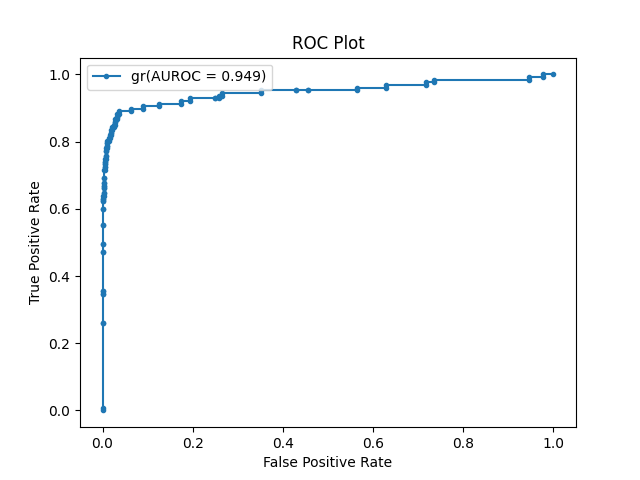 ROC Plot
gr(AUROC = 0.949)
True Positive Rate
1.0
0.8
0.6
0.4
0.2
0.0
0.0 0.2 0.4 0.6 0.8 1.0
False Positive Rate